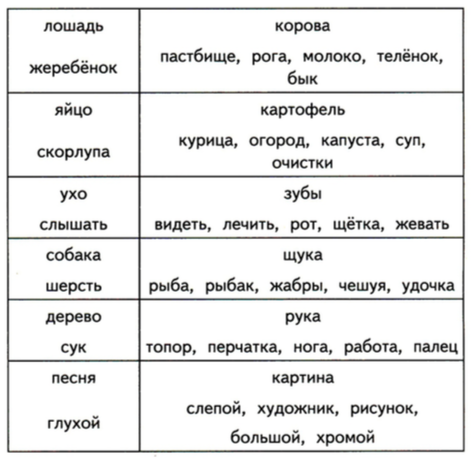 лошадь
жеребёнок
корова
пастбище, рога, молоко, телёнок,
бык
яйцо
скорлупа
картофель
курица, огород, капуста, суп,
очистки
ухо
слышать
зубы
видеть, лечить, рот, щётка, жевать
собака
шерсть
щука
рыба, рыбак, жабры, чешуя, удочка
дерево
сук
рука
топор, перчатка, нога, работа, палец
песня
глухой
картина
слепой, художник, рисунок,
большой, хромой